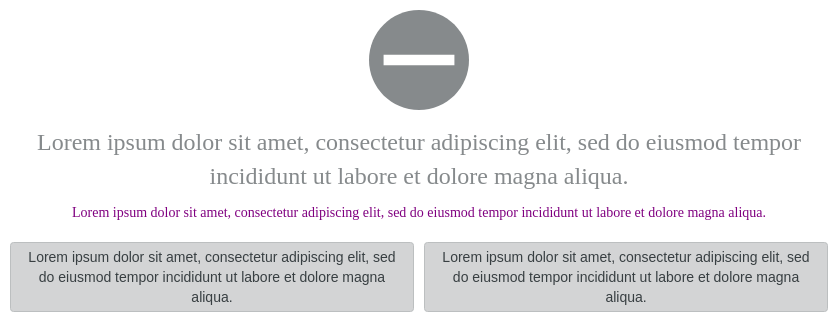 Lorem ipsum dolor sit amet, consectetur adipiscing elit, sed do eiusmod tempor
incididunt ut labore et dolore magna aliqua.
Lorem ipsum dolor sit amet, consectetur adipiscing elit, sed do eiusmod tempor incididunt ut labore et dolore magna aliqua.
Lorem ipsum dolor sit amet, consectetur adipiscing elit, sed
do eiusmod tempor incididunt ut labore et dolore magna
aliqua.
Lorem ipsum dolor sit amet, consectetur adipiscing elit, sed
do eiusmod tempor incididunt ut labore et dolore magna
aliqua.